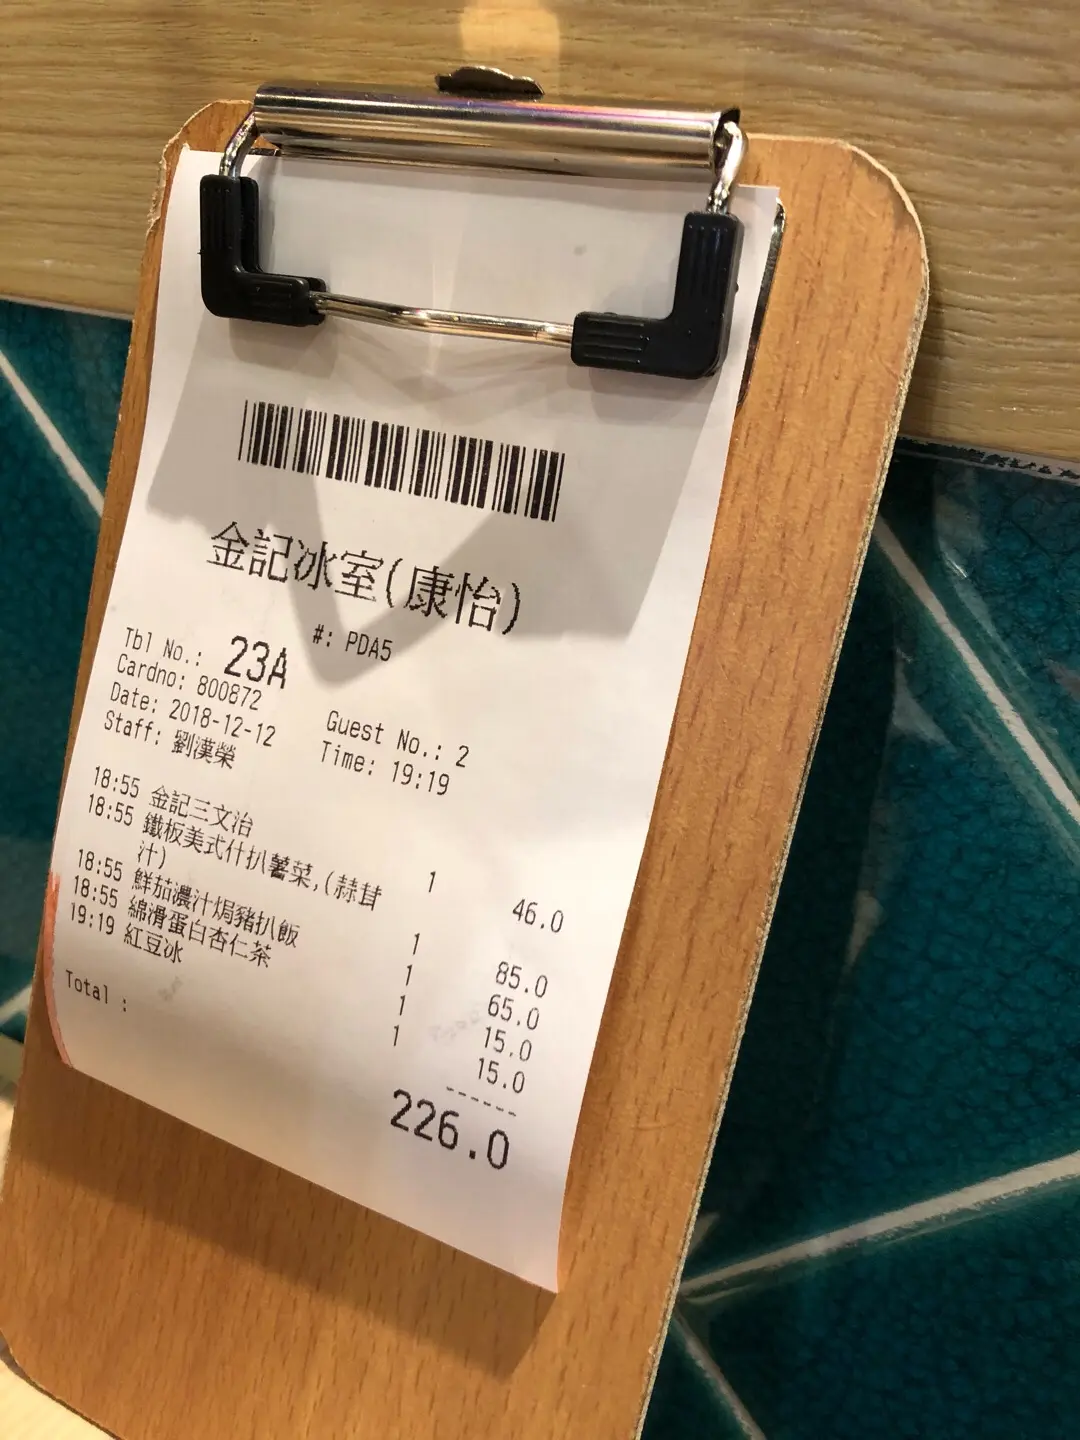 金記冰室(康怡)
#: PDA5
Tbl No.: 23A
Cardno: 800872 Guest No.: 2
Date: 2018-12-12 Time: 19:19
Staff: 劉漢榮
18:55 金記三文治 1 46.0
18:55 鐵板美式什扒薯菜,(蒜茸
汁) 1 85.0
18:55 鮮茄濃汁焗豬扒飯 1 65.0
18:55 綿滑蛋白杏仁茶 1 15.0
19:19 紅豆冰 1 15.0
Total : 226.0